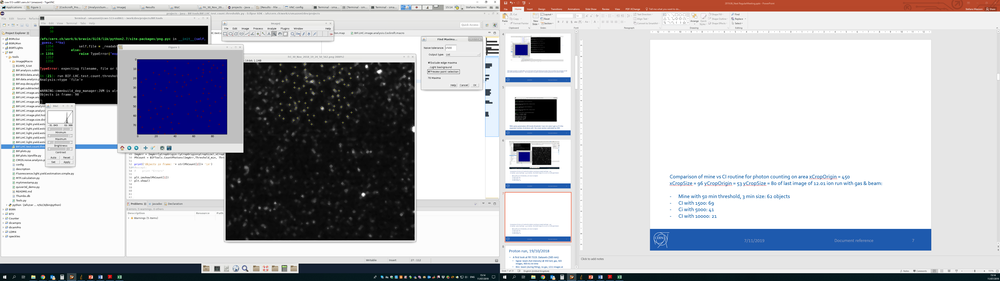 cwe-513-vol861.cern.ch:1 (smazzoni) - TigerVNC
Applications
Figure 1
[Cockcroft_Pro...
[AnalysisSum...
ImageJ
Results
B&C
Fri_30_Nov_20...
projects - Java ...
[Results - File ...
VNC config
Terminal - sma...
[Terminal - sm...
Terminal - sma...
15:14
Stefano Mazzoni
projects - Java - BIF/tools/BIF.LHC.test.count.thresholds.py - Eclipse SDK - /afs/cern.ch/work/s/smazzoni/dev/projects
File Edit Source Refactor
Quick Access
Project Explorer
BSRLGui
BSRLMon
BSRTLights
BIF
tools
ImageJMacro
B1APD_S.txt
BIF.analysis.subtra
BIF.BGV.data.analy
BIF.data.analysis.p
BIF.exp.decay.plot
BIF.get.subtracted
BIF.LHC.image.ana
BIF.LHC.image.ana
BIF.LHC.image.ana
BIF.LHC.image.analysis
BIF.LHC.image.analysis
BIF.LHC.image.plot.hist
BIF.LHC.image.size.dist
BIF.LHC.light.yield.esti
BIF.LHC.light.yield.esti
BIF.LHC.light.yield.esti
BIF.LHC.light.yield.esti
BIF.LHC.light.yield.esti
BIF.LHC.test.count.thre
BIF.plots.py
BIF.plots.Vprofile.py
CMOS.noise.analysis.p
config
description
Fluorescence.light.yield.estimation.simple.py
MTF.calculation.py
mytimestamp.py
quiver3d_demo.py
README.md
Thumbs.db
Tools.py
python (/afs/cer ... n/SLC6/bin/python)
BSRA
BTV
Counter
dicampro
dicamPro
LDM4
speckles
Terminal - smazzoni@cwe-513-vol861:~/work/dev/projects/BIF/tools
File Edit View Terminal Tabs Help
29
30
/afs/cern.ch/work/b/bravin/SLC6/lib/python2.7/site-packages/png.pyc in __init__(self,
_guess, **kw)
1354 self.file = _readabl
1355 else:
-> 1356 raise TypeError("exp
1357
1358
TypeError: expecting filename, file or b
In [21]: run BIF.LHC.test.count.threshol
Analysis:<type 'file'>
WARNING:cmmnbuild_dep_manager:JVM is alr
Objects in frame: 90
B&C
-31.043 82.300
Minimum
Maximum
Brightness
Contrast
Auto Reset
Set Apply
Figure 1
0
10
20
30
40
50
60
70
0 20 40 60 80
ImageJ
File Edit Image Process Analyze Plugins Window Help
Dev
BIF.LHC.image.analysis.Cockroft.macro
Fri_30_Nov_2018_19_24_50_562.png (400%)
; 16-bit; 1.1MB
Find Maxima...
Noise tolerance: 1500
Output type: List
Exclude edge maxima
Light background
Preview point selection
78 Maxima
Help Cancel OK
49 ImgArr = ImgArr[yCropOrigin:(yCropOrigin+yCropSize),xCropO
50 PhCount = BIFTools.CountPhotons(ImgArr,Threshold_min, Thre
51
52 print('Objects in frame: '+ str(PhCount[2])+ '\n')
53 #except:
54 # print "Errors"
55
56 plt.imshow(PhCount[1])
57 plt.show()
58
59
60
61
62
Problems Javadoc Declaration
0 errors, 5 warnings, 0 others
Description Resource Path
Warnings (5 items)
Writable Insert 27 : 112
ENG 15:14
11/07/2019
2019.06_Next RegularMeeting.pptx - PowerPoint
File Home Insert Design Transitions Animations Slide Show Review View PDF-XChange Tell me what you want to do...
Stefano Mazzoni Share
Paste Cut Copy Format Painter
New Slide Layout Reset Section
Text Direction Align Text Convert to SmartArt
Arrange Quick Styles Shape Fill Shape Outline Shape Effects
Find Replace Select
Clipboard Slides Font Paragraph Drawing Editing
4
5
With same parameters (50 levels threshold, 3 pix min size) I get a x7.5 the
expected number of photons with the cross section estimated by GSI
6
7
8
Proton run, 19/10/2018
A first look at fill 7319. Datasets (585 nm):
Signal: beam (full intensity) @ 450 GeV, gas, 503
images, 400 ms int time
BG1: beam (during filling), no gas, 1211 images at
Comparison of mine vs CI routine for photon counting on area xCropOrigin = 450
xCropSize = 96 yCropOrigin = 53 yCropSize = 80 of last image of 12.01 ion run with gas & beam:
- Mine with 50 min threshold, 3 min size: 62 objects
- CI with 1500: 69
- Ci with 5000: 41
- CI with 10000: 21
CERN
7/11/2019
Document reference
7
Click to add notes
Slide 7 of 31 English (United Kingdom)
Notes Comments 151%
15:14
11/07/2019